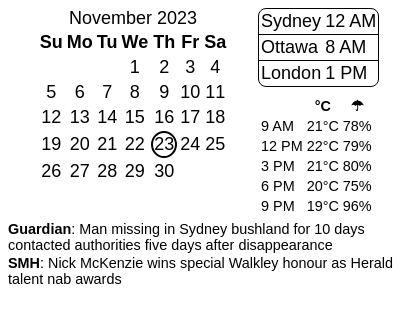 November 2023
Su Mo Tu We Th Fr Sa
1 2 3 4
5 6 7 8 9 10 11
12 13 14 15 16 17 18
19 20 21 22 23 24 25
26 27 28 29 30
Sydney 12 AM
Ottawa 8 AM
London 1 PM
°C ☂
9 AM 21°C 78%
12 PM 22°C 79%
3 PM 21°C 80%
6 PM 20°C 75%
9 PM 19°C 96%
Guardian: Man missing in Sydney bushland for 10 days
contacted authorities five days after disappearance
SMH: Nick McKenzie wins special Walkley honour as Herald
talent nab awards